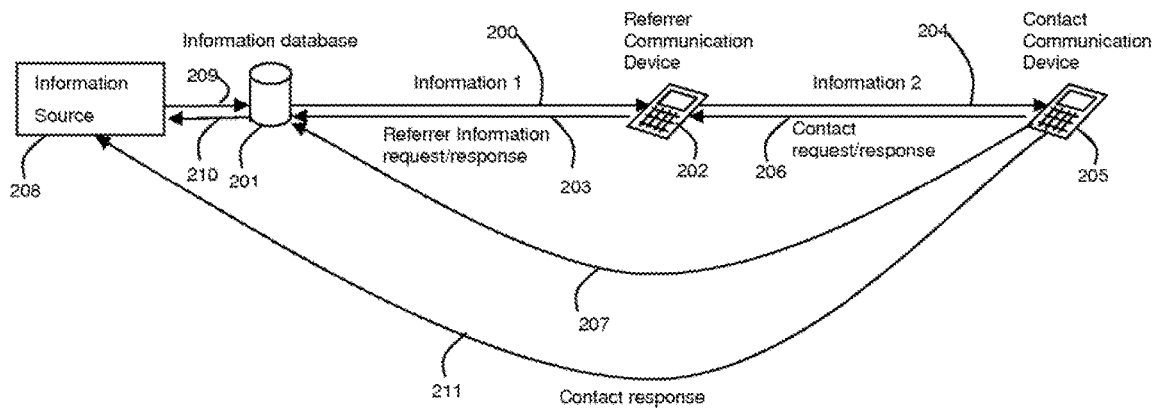 Referrer
Communication
Device
Contact
Communication
Device
200
204
Information database
209
Information 1
Information 2
Information
Source
Referrer Information
request/response
Contact
request/response
208
210
201
203
202
206
205
207
211
Contact response